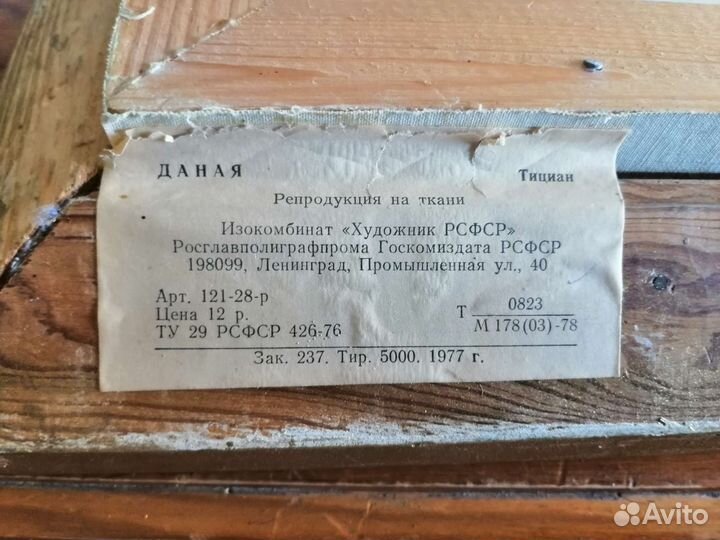 ДАНАЯ Тициан
Репродукция на ткани
Изокомбинат «Художник РСФСР»
Росглавполиграфпрома Госкомиздата РСФСР
198099, Ленинград, Промышленная ул., 40
Арт. 121-28-р
Цена 12 р.
ТУ 29 РСФСР 426-76
Т 0823
М 178(03)-78
Зак. 237. Тир. 5000. 1977 г.
Avito